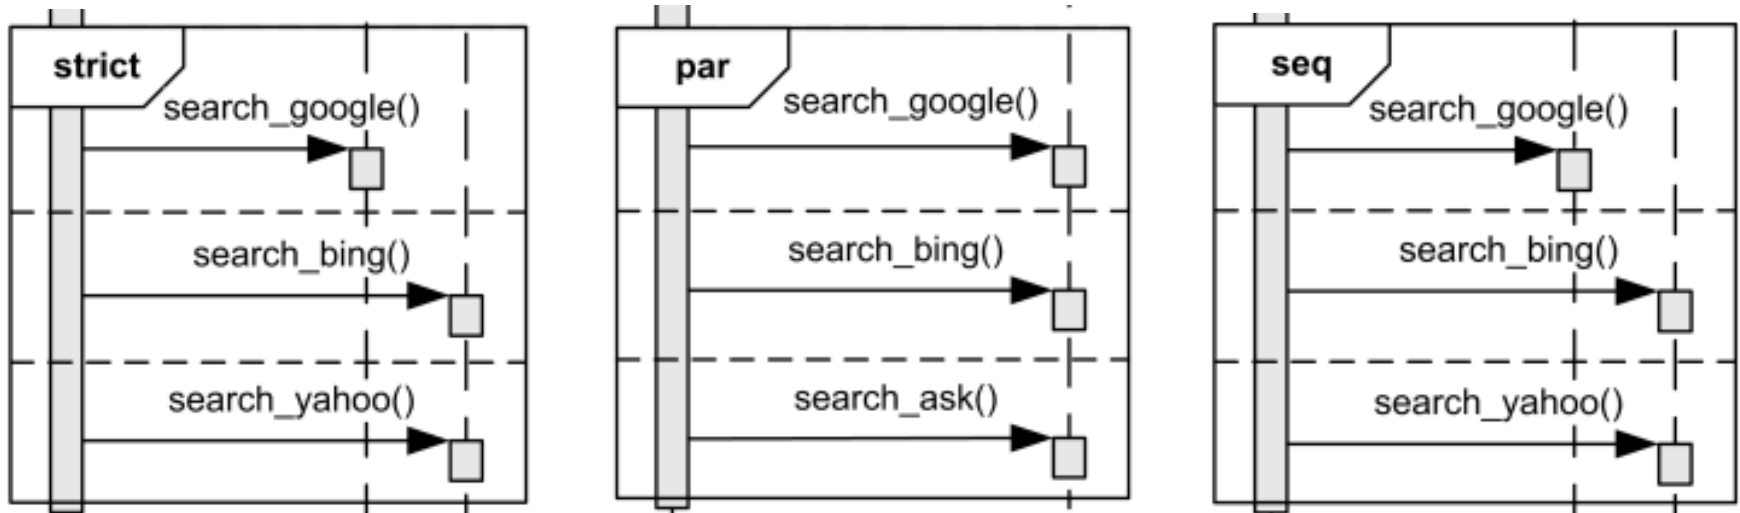 strict
search_google()
search_bing()
search_yahoo()
par
search_google()
search_bing()
search_ask()
seq
search_google()
search_bing()
search_yahoo()